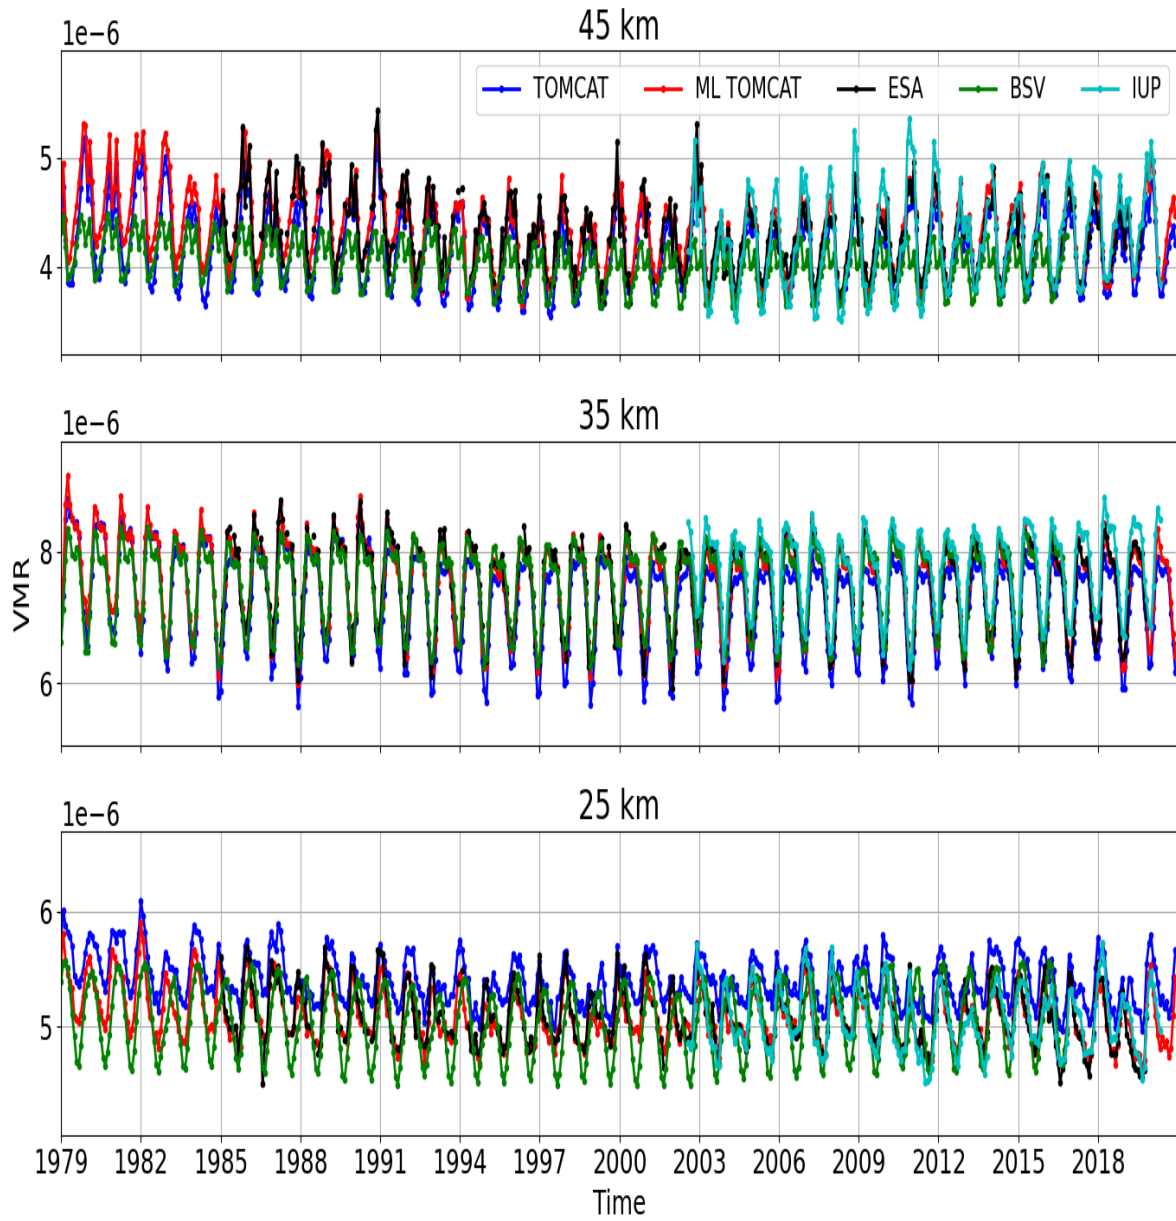 45 km
1e−6
TOMCAT ML TOMCAT ESA BSV IUP
5
4
35 km
1e−6
8
6
VMR
25 km
1e−6
6
5
1979 1982 1985 1988 1991 1994 1997 2000 2003 2006 2009 2012 2015 2018
Time